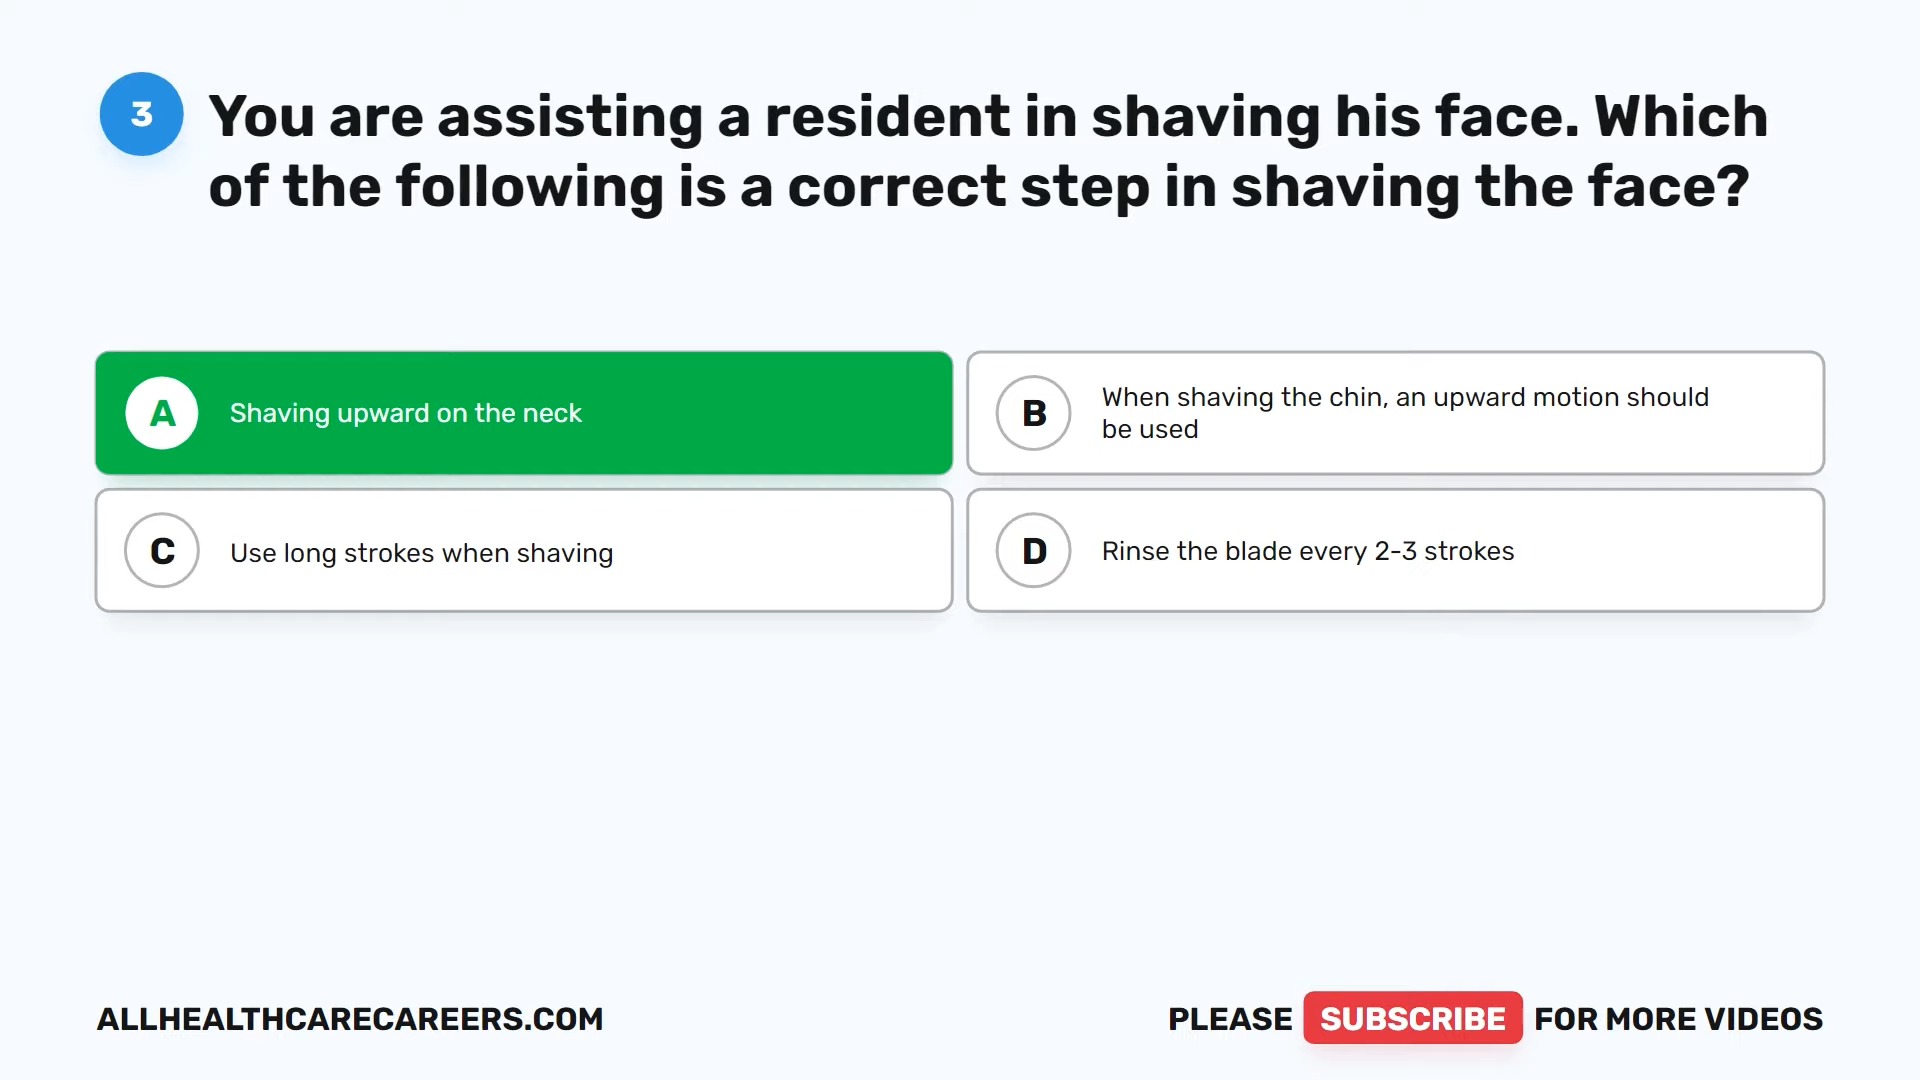 3
You are assisting a resident in shaving his face. Which
of the following is a correct step in shaving the face?
A
Shaving upward on the neck
B
When shaving the chin, an upward motion should
be used
C
Use long strokes when shaving
D
Rinse the blade every 2-3 strokes
ALLHEALTHCARECAREERS.COM
PLEASE SUBSCRIBE FOR MORE VIDEOS